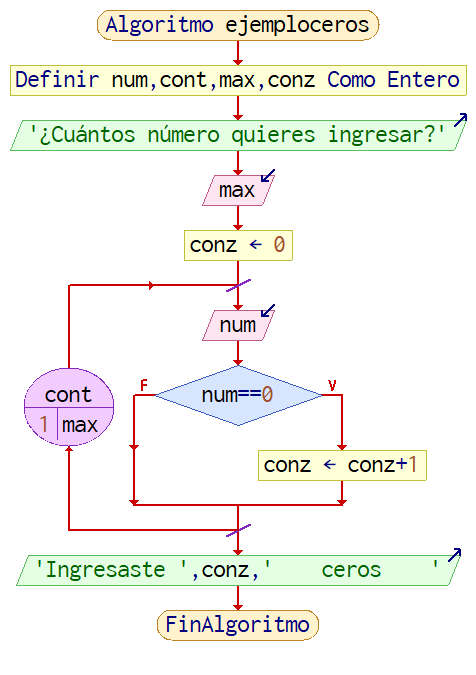 Algoritmo ejemploceros
Definir num,cont,max,conz Como Entero
'¿Cuántos número quieres ingresar?'
max
conz ← 0
num
cont
1 max
F
num==0
V
conz ← conz+1
'Ingresaste ',conz,'    ceros    '
FinAlgoritmo